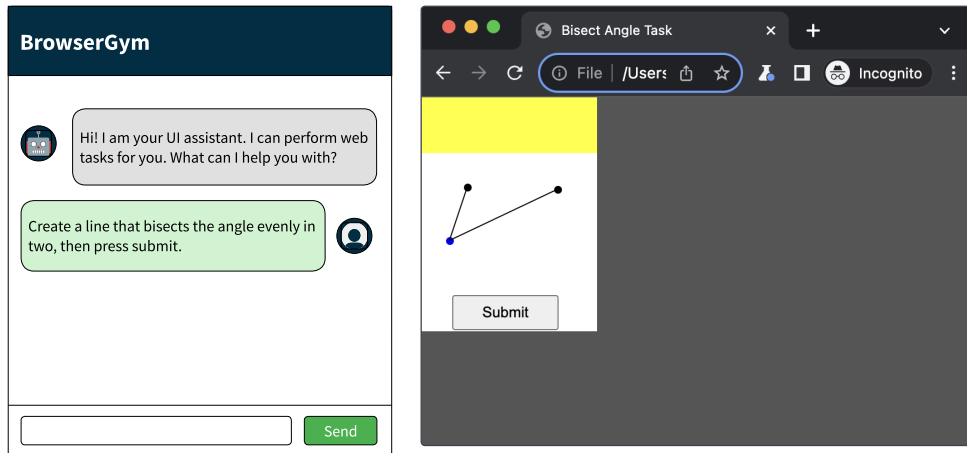 BrowserGym
Hi! I am your UI assistant. I can perform web
tasks for you. What can I help you with?
Create a line that bisects the angle evenly in
two, then press submit.
Send
Bisect Angle Task
File | /Users
Incognito
Submit